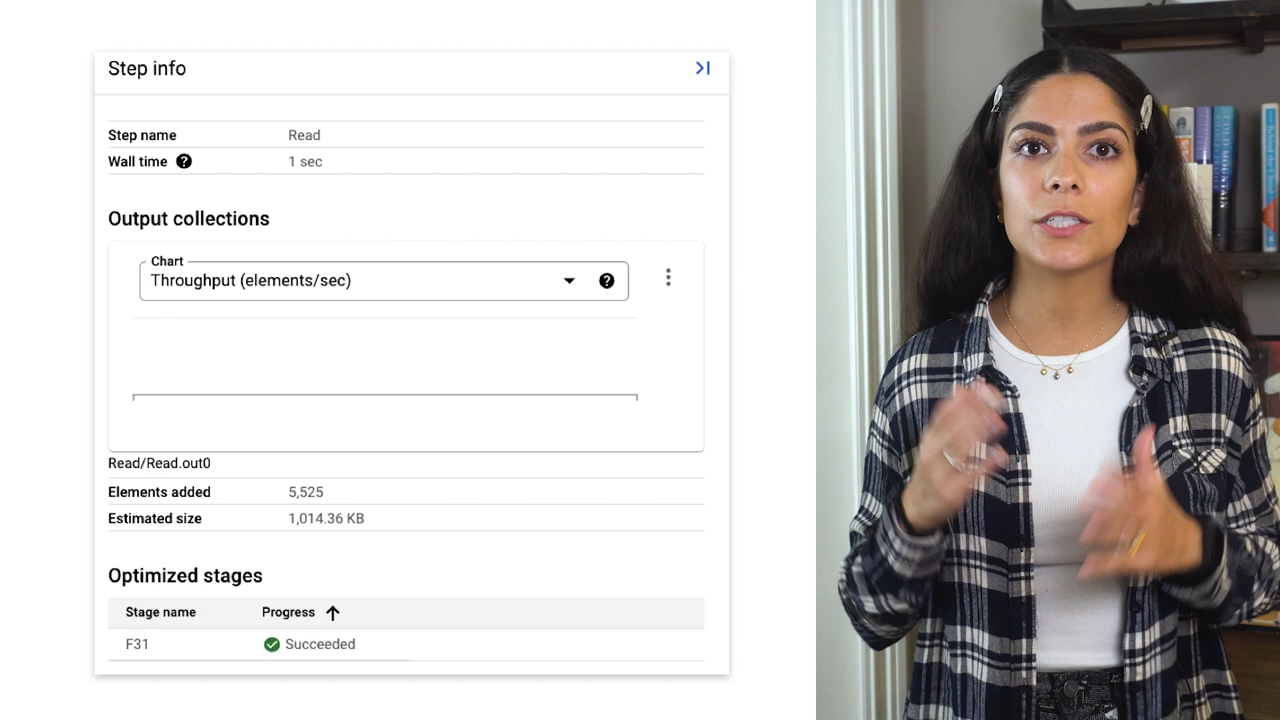 Step info
Step name Read
Wall time ? 1 sec
Output collections
Chart
Throughput (elements/sec) ?
Read/Read.out0
Elements added 5,525
Estimated size 1,014.36 KB
Optimized stages
Stage name Progress ↑
F31 Succeeded